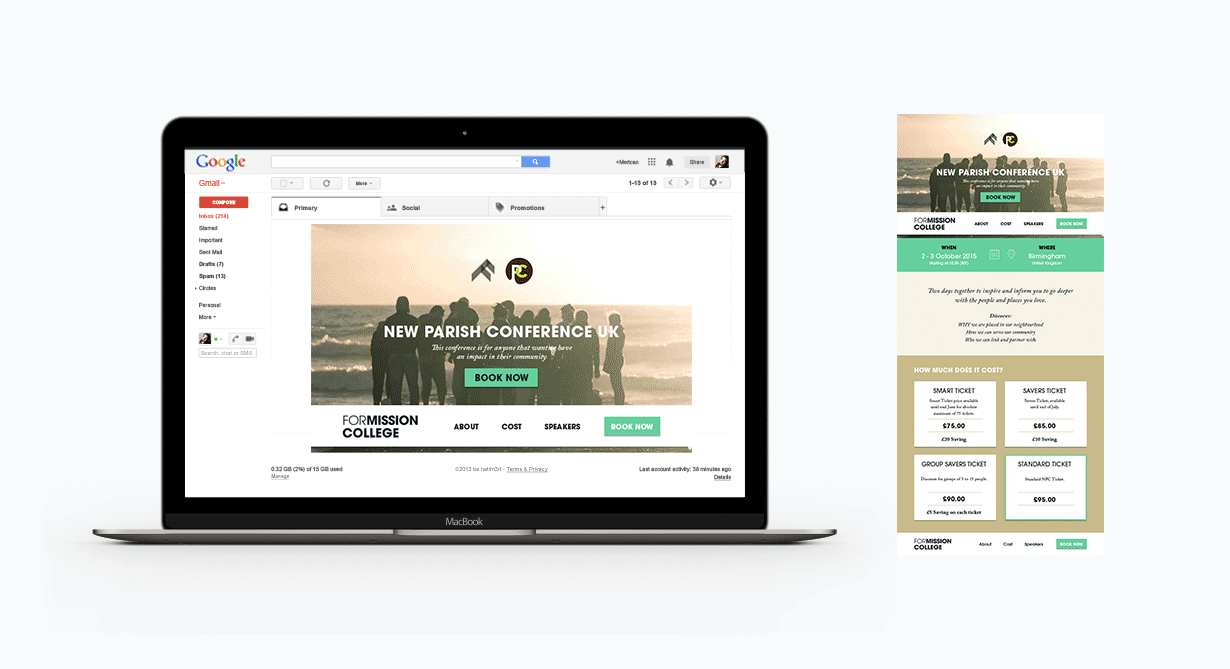 Google
+Merican
Share
Gmail
More
1-13 of 13
COMPOSE
Inbox (214)
Starred
Important
Sent Mail
Drafts (7)
Spam (13)
Circles
Personal
More
Search, chat or SMS
Primary
Social
Promotions
+
PC
NEW PARISH CONFERENCE UK
This conference is for anyone that wanting have
an impact in their community
BOOK NOW
FORMISSION
COLLEGE
ABOUT
COST
SPEAKERS
BOOK NOW
0.32 GB (2%) of 15 GB used
Manage
Terms & Privacy
Last account activity: 38 minutes ago
Details
MacBook
PC
NEW PARISH CONFERENCE UK
This conference is for anyone that wanting have
an impact in their community
BOOK NOW
FORMISSION
COLLEGE
ABOUT
COST
SPEAKERS
BOOK NOW
WHEN
2 - 3 October 2015
WHERE
Birmingham
United Kingdom
Two days together to inspire and inform you to go deeper
with the people and places you love.
Discover:
WHY we are placed in our neighbourhood
How we can serve our community
Who we can link and partner with.
HOW MUCH DOES IT COST?
SMART TICKET
Smart Ticket price available
until end June for absolute
maximum of 75 tickets.
£75.00
£20 Saving
SAVERS TICKET
Savers Ticket, available
until end of July.
£85.00
£10 Saving
GROUP SAVERS TICKET
Discount for groups of 5 to 15 people.
£90.00
£5 Saving on each ticket
STANDARD TICKET
Standard NPC Ticket.
£95.00
FORMISSION
COLLEGE
About
Cost
Speakers
BOOK NOW